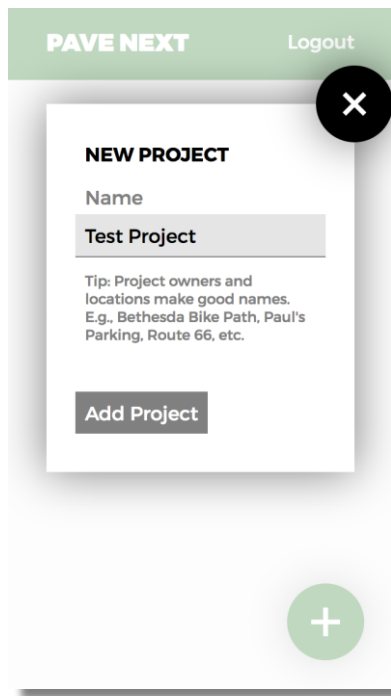 PAVE NEXT
Logout
NEW PROJECT
Name
Test Project
Tip: Project owners and
locations make good names.
E.g., Bethesda Bike Path, Paul's
Parking, Route 66, etc.
Add Project